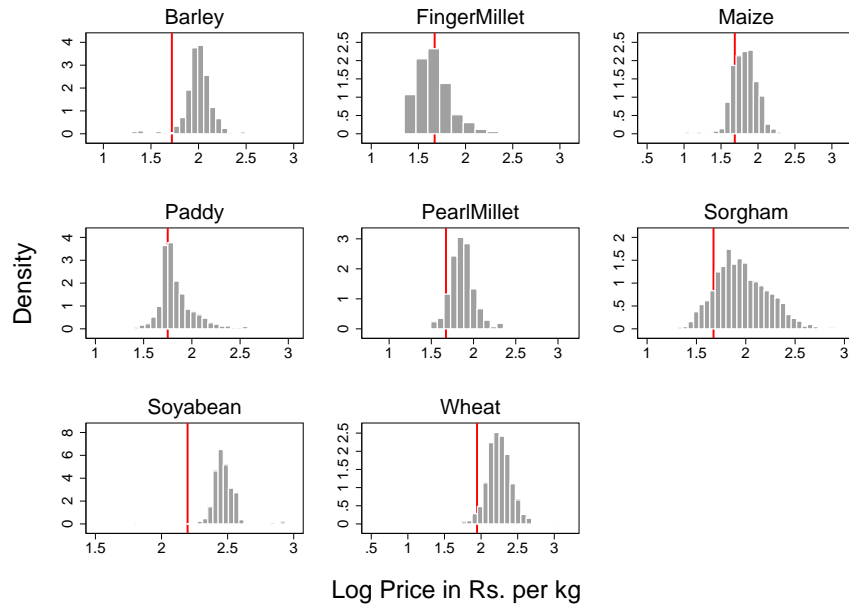 Barley
FingerMillet
Maize
0 1 2 3 4
0 .5 1 1.5 2 2.5
0 .5 1 1.5 2 2.5
1 1.5 2 2.5 3
1 1.5 2 2.5 3
.5 1 1.5 2 2.5 3
Paddy
PearlMillet
Sorgham
Density
0 1 2 3 4
0 1 2 3
0 .5 1 1.5 2
1 1.5 2 2.5 3
1 1.5 2 2.5 3
1 1.5 2 2.5 3
Soyabean
Wheat
0 2 4 6 8
0 .5 1 1.5 2 2.5
1.5 2 2.5 3
.5 1 1.5 2 2.5 3
Log Price in Rs. per kg